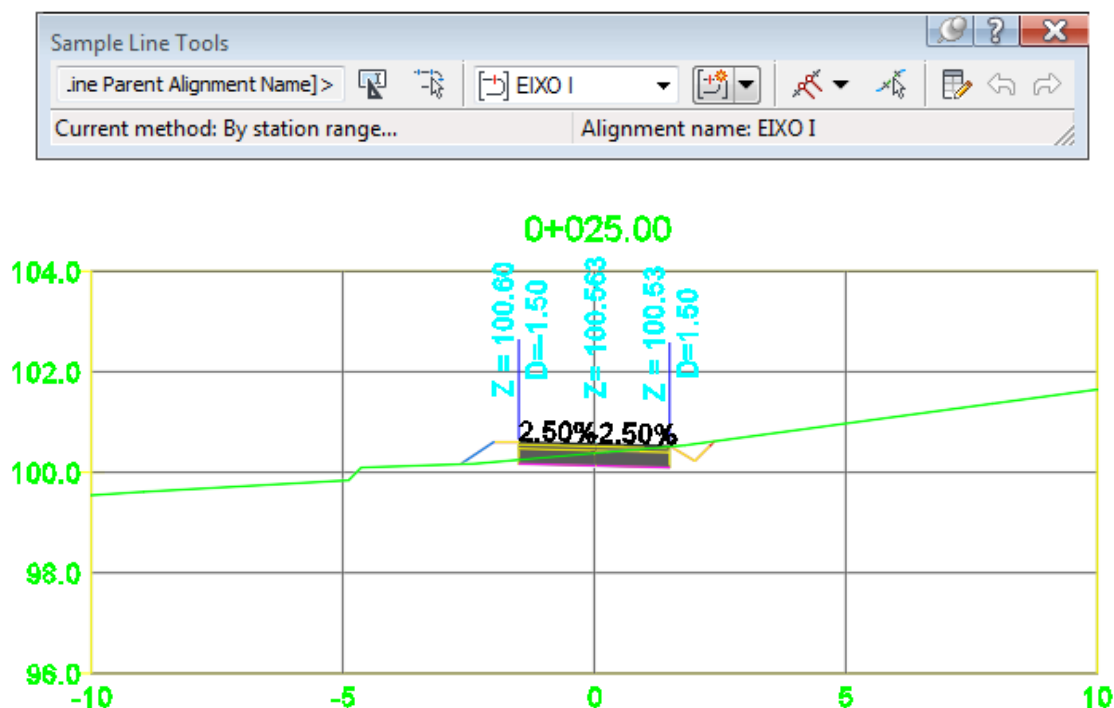 Sample Line Tools
.ine Parent Alignment Name]> EIXO I
Current method: By station range... Alignment name: EIXO I
0+025.00
104.0
Z = 100.60
D=-1.50
Z= 100.563
Z = 100.53
D=1.50
102.0
2.50% -2.50%
100.0
98.0
96.0
-10 -5 0 5 10